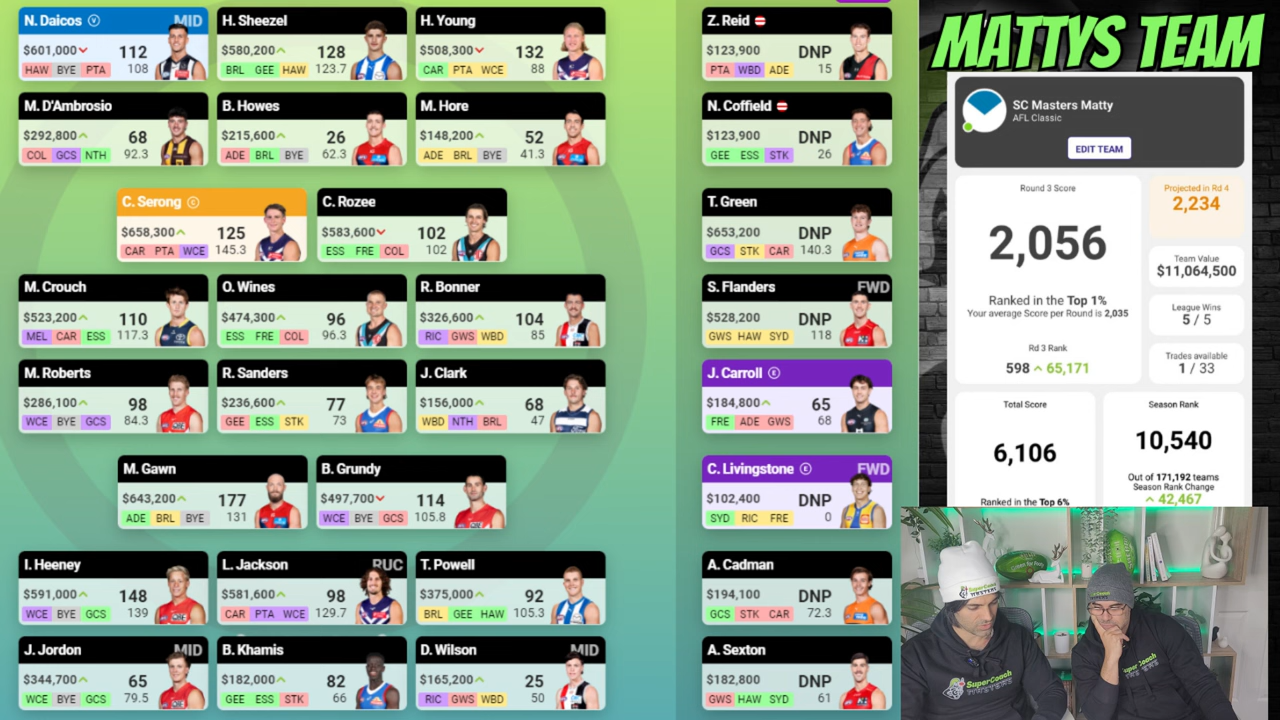 N. Daicos V MID
$601,000 112
HAW BYE PTA 108
H. Sheezel
$580,200 128
BRL GEE HAW 123.7
H. Young
$508,300 132
CAR PTA WCE 88
Z. Reid
$123,900 DNP
PTA WBD ADE 15
M. D'Ambrosio
$292,800 68
COL GCS NTH 92.3
B. Howes
$215,600 26
ADE BRL BYE 62.3
M. Hore
$148,200 52
ADE BRL BYE 41.3
N. Coffield
$123,900 DNP
GEE ESS STK 26
C. Serong C
$658,300 125
CAR PTA WCE 145.3
C. Rozee
$583,600 102
ESS FRE COL 102
T. Green
$653,200 DNP
GCS STK CAR 140.3
M. Crouch
$523,200 110
MEL CAR ESS 117.3
O. Wines
$474,300 96
ESS FRE COL 96.3
R. Bonner
$326,600 104
RIC GWS WBD 85
S. Flanders FWD
$528,200 DNP
GWS HAW SYD 118
M. Roberts
$286,100 98
WCE BYE GCS 84.3
R. Sanders
$236,600 77
GEE ESS STK 73
J. Clark
$156,000 68
WBD NTH BRL 47
J. Carroll E
$184,800 65
FRE ADE GWS 68
M. Gawn
$643,200 177
ADE BRL BYE 131
B. Grundy
$497,700 114
WCE BYE GCS 105.8
C. Livingstone E FWD
$102,400 DNP
SYD RIC FRE 0
I. Heeney
$591,000 148
WCE BYE GCS 139
L. Jackson RUC
$581,600 98
CAR PTA WCE 129.7
T. Powell
$375,000 92
BRL GEE HAW 105.3
A. Cadman
$194,100 DNP
GCS STK CAR 72.3
J. Jordon MID
$344,700 65
WCE BYE GCS 79.5
B. Khamis
$182,000 82
GEE ESS STK 66
D. Wilson MID
$165,200 25
RIC GWS WBD 50
A. Sexton
$182,800 DNP
GWS HAW SYD 61
MATTYS TEAM
SC Masters Matty
AFL Classic
EDIT TEAM
Round 3 Score
2,056
Ranked in the Top 1%
Your average Score per Round is 2,035
Rd 3 Rank
598 65,171
Projected in Rd 4
2,234
Team Value
$11,064,500
League Wins
5 / 5
Trades available
1 / 33
Total Score
6,106
Ranked in the Top 6%
Season Rank
10,540
Out of 171,192 teams
Season Rank Change
42,467
SuperCoach
SuperCoach